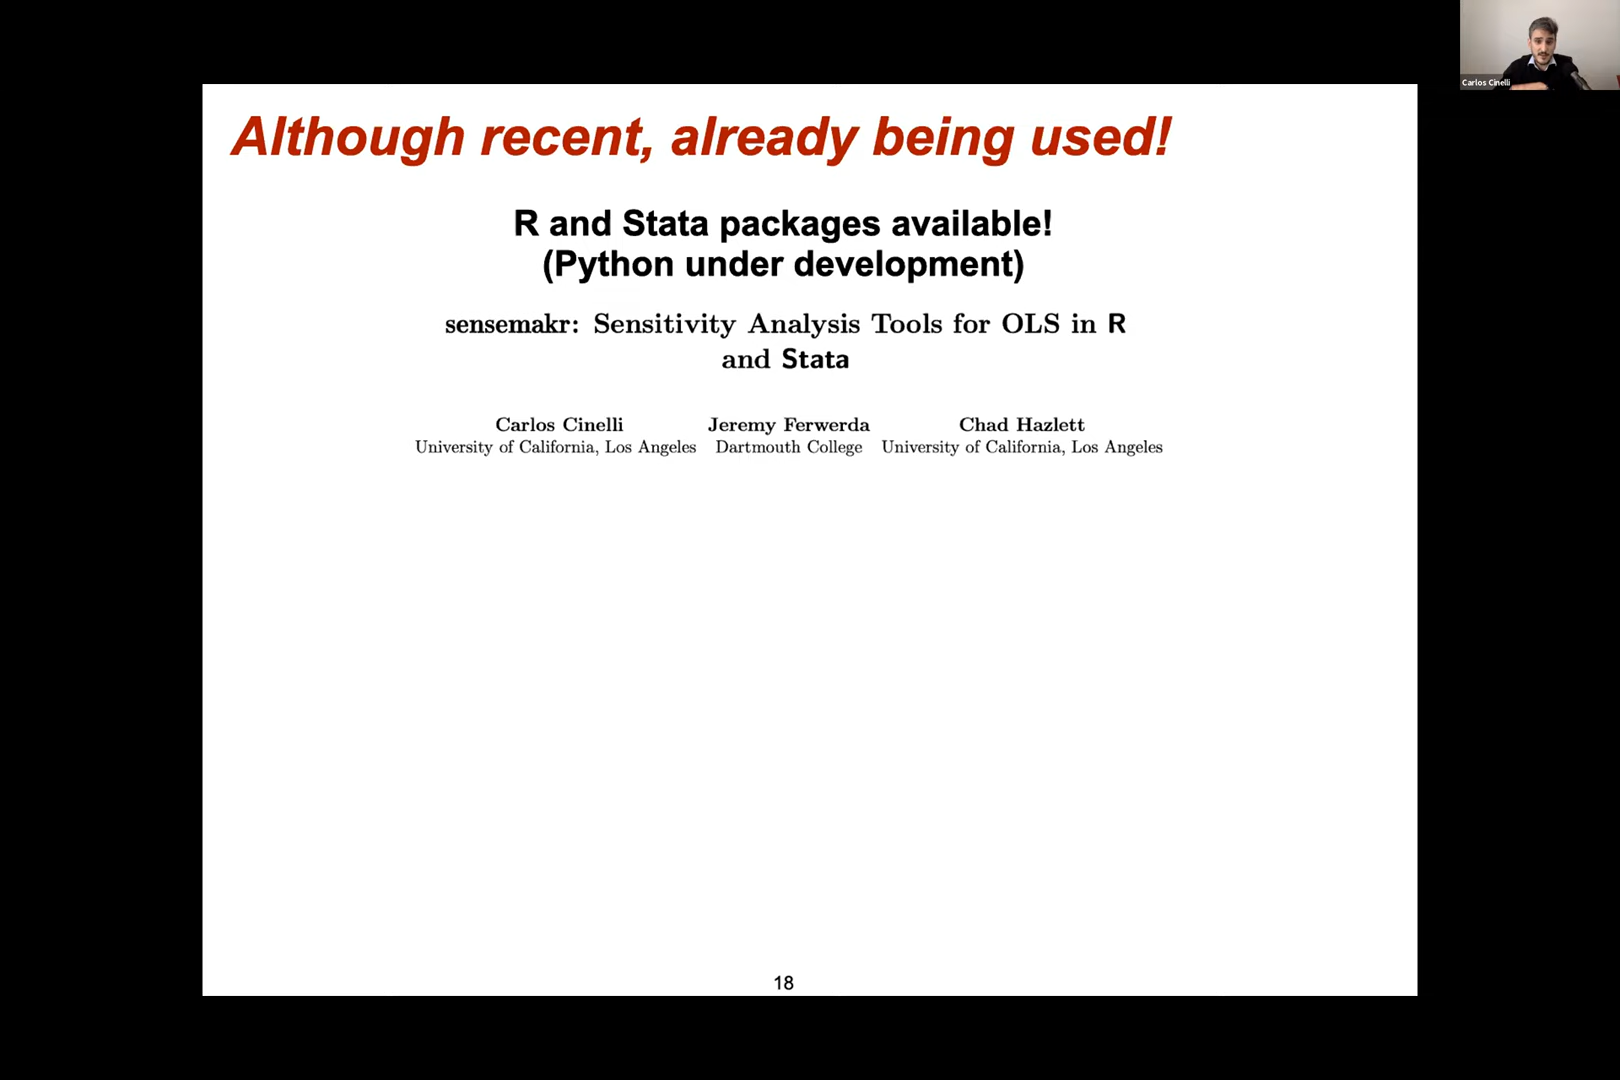 Carlos Cinelli
Although recent, already being used!
R and Stata packages available!
(Python under development)
sensemakr: Sensitivity Analysis Tools for OLS in R
and Stata
Carlos Cinelli Jeremy Ferwerda Chad Hazlett
University of California, Los Angeles Dartmouth College University of California, Los Angeles
18